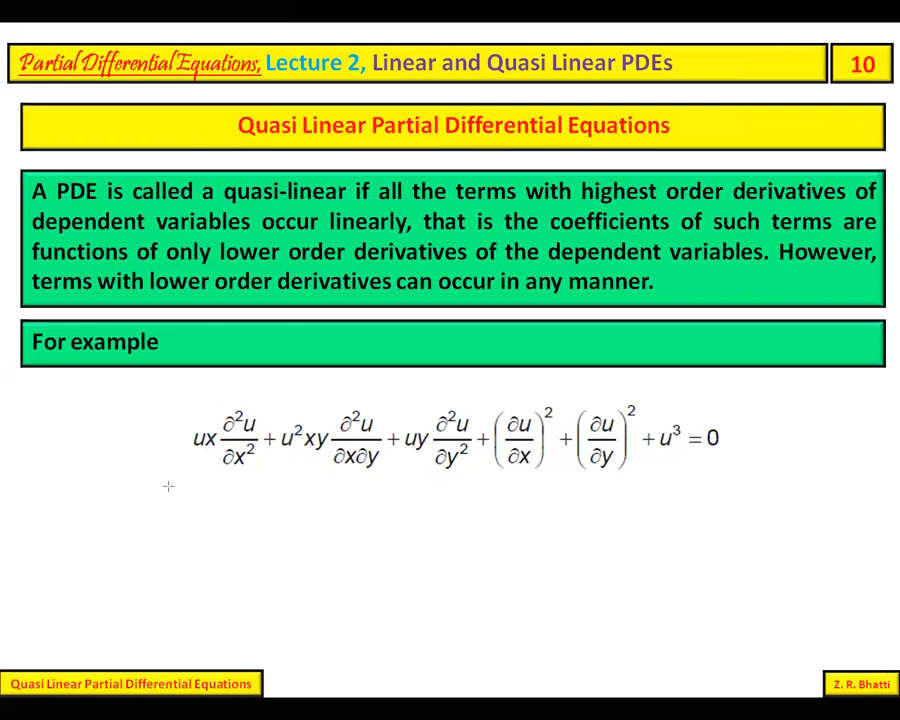 Partial Differential Equations, Lecture 2, Linear and Quasi Linear PDEs
10
Quasi Linear Partial Differential Equations
A PDE is called a quasi-linear if all the terms with highest order derivatives of
dependent variables occur linearly, that is the coefficients of such terms are
functions of only lower order derivatives of the dependent variables. However,
terms with lower order derivatives can occur in any manner.
For example
ux ∂²u/∂x² + u²xy ∂²u/∂x∂y + uy ∂²u/∂y² + (∂u/∂x)² + (∂u/∂y)² + u³ = 0
Quasi Linear Partial Differential Equations
Z. R. Bhatti